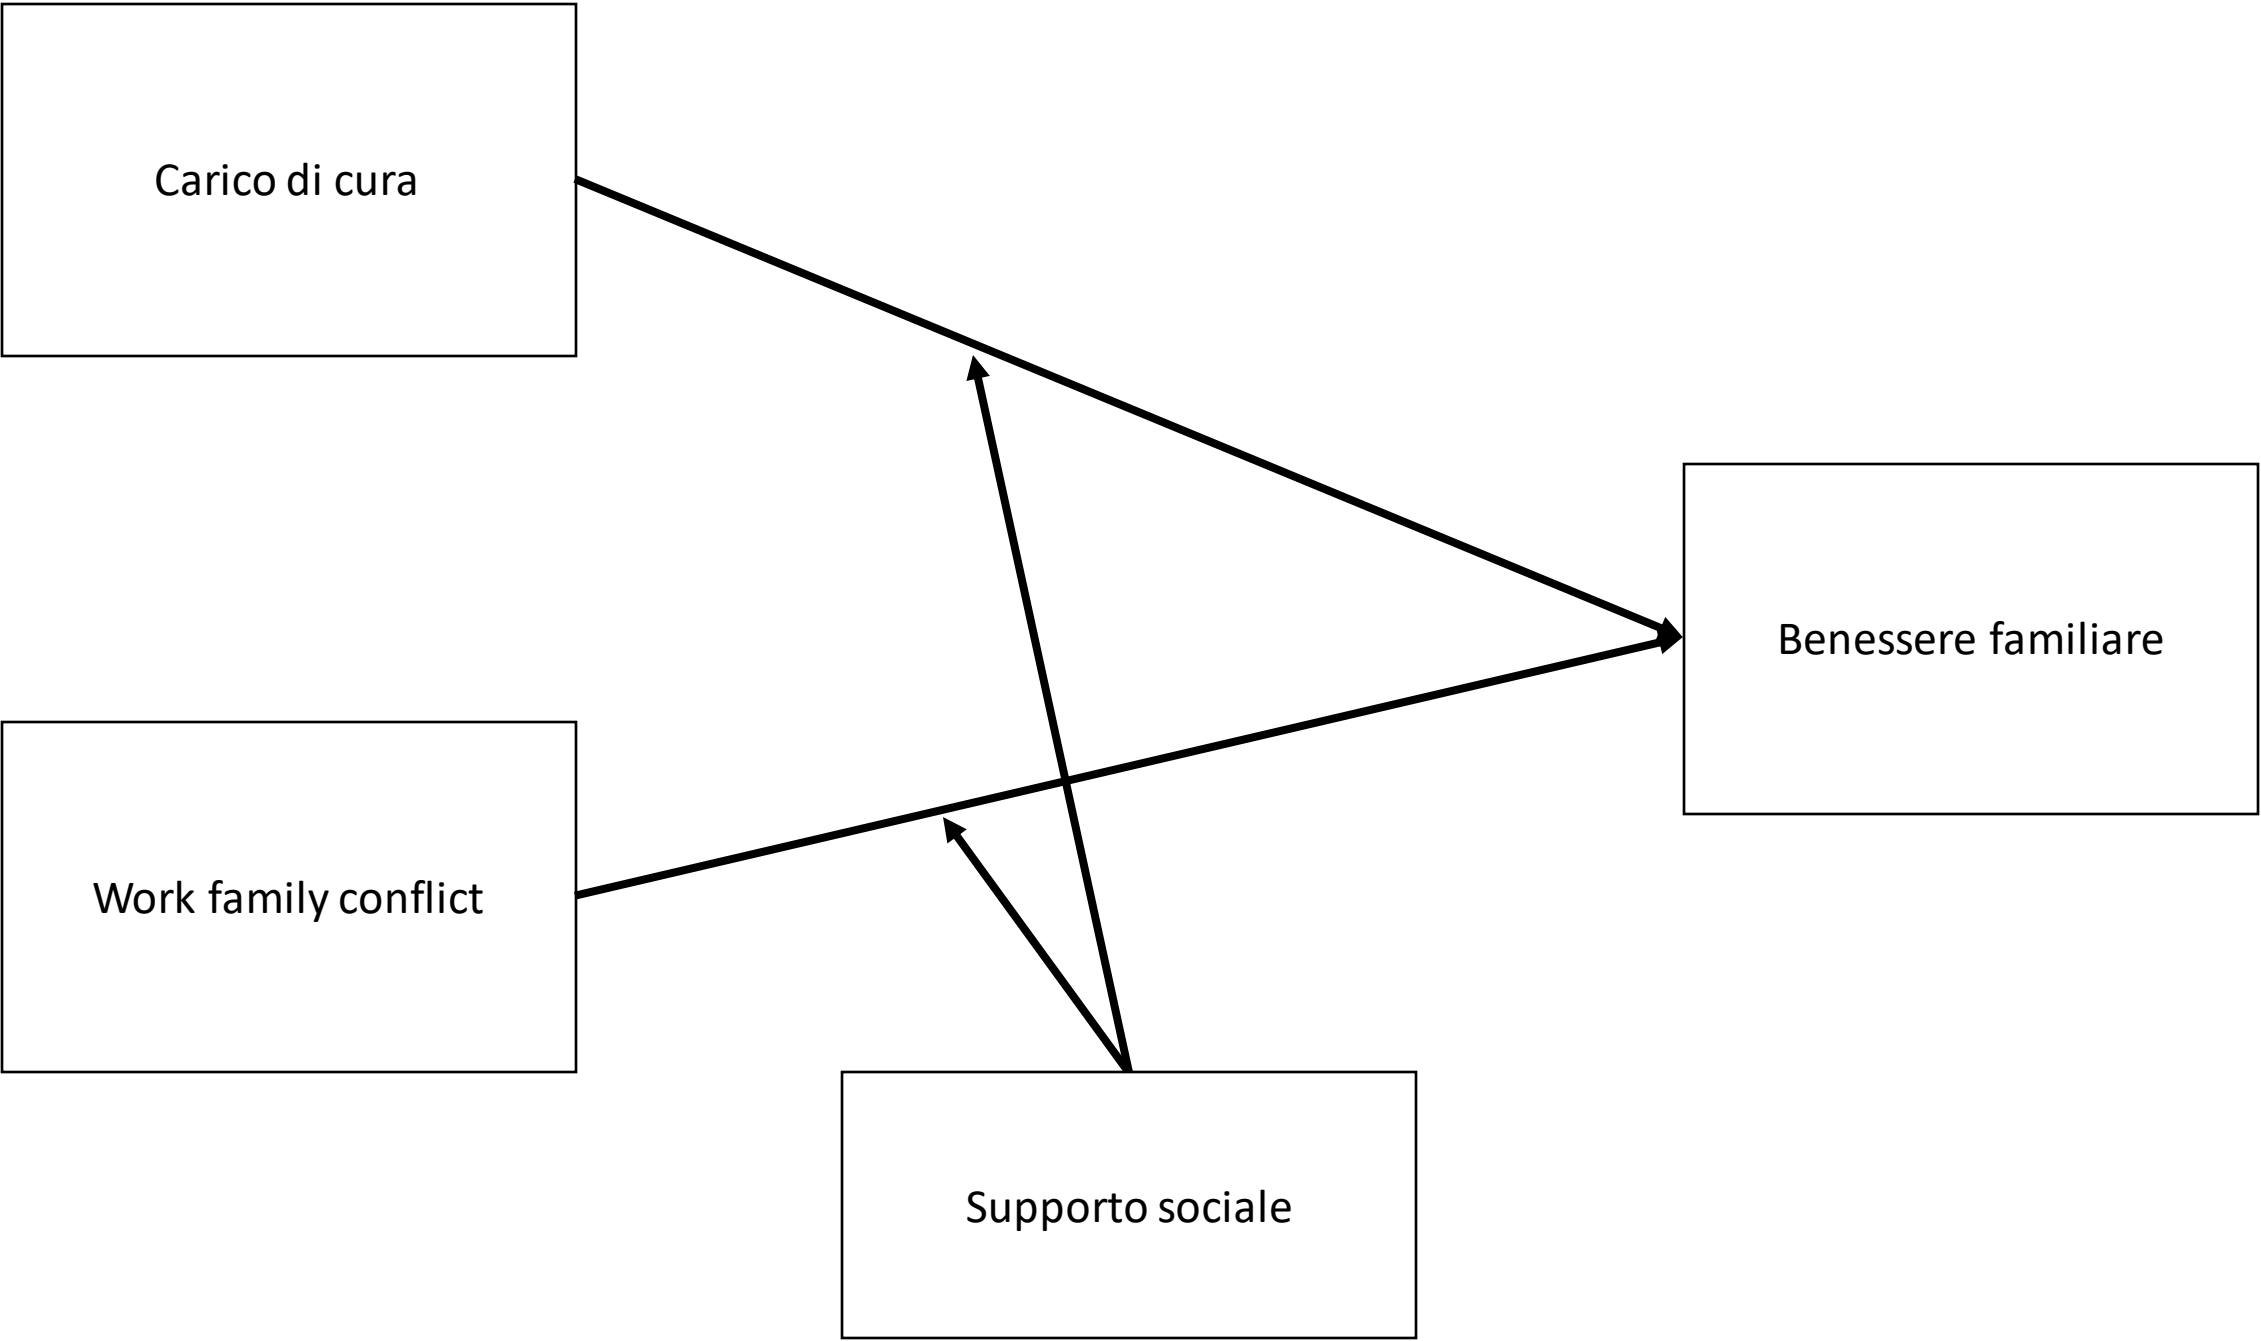 Carico di cura
Benessere familiare
Work family conflict
Supporto sociale